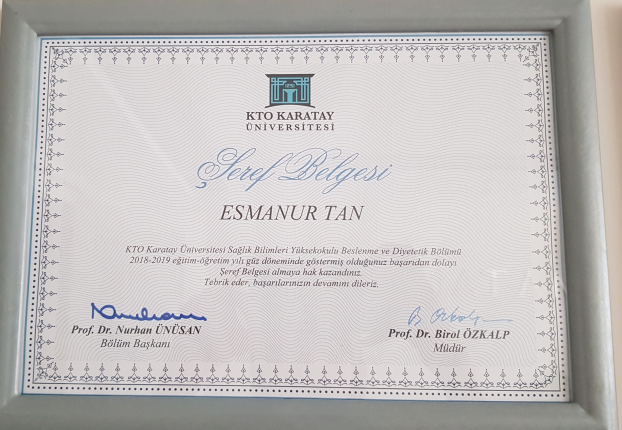 KTO KARATAY
ÜNİVERSİTESİ
Şeref Belgesi
ESMANUR TAN
KTO Karatay Üniversitesi Sağlık Bilimleri Yüksekokulu Beslenme ve Diyetetik Bölümü
2018-2019 eğitim-öğretim yılı güz döneminde göstermiş olduğunuz başarıdan dolayı
Şeref Belgesi almaya hak kazandınız.
Tebrik eder, başarılarınızın devamını dileriz.
Prof. Dr. Nurhan ÜNÜSAN
Bölüm Başkanı
Prof. Dr. Birol ÖZKALP
Müdür